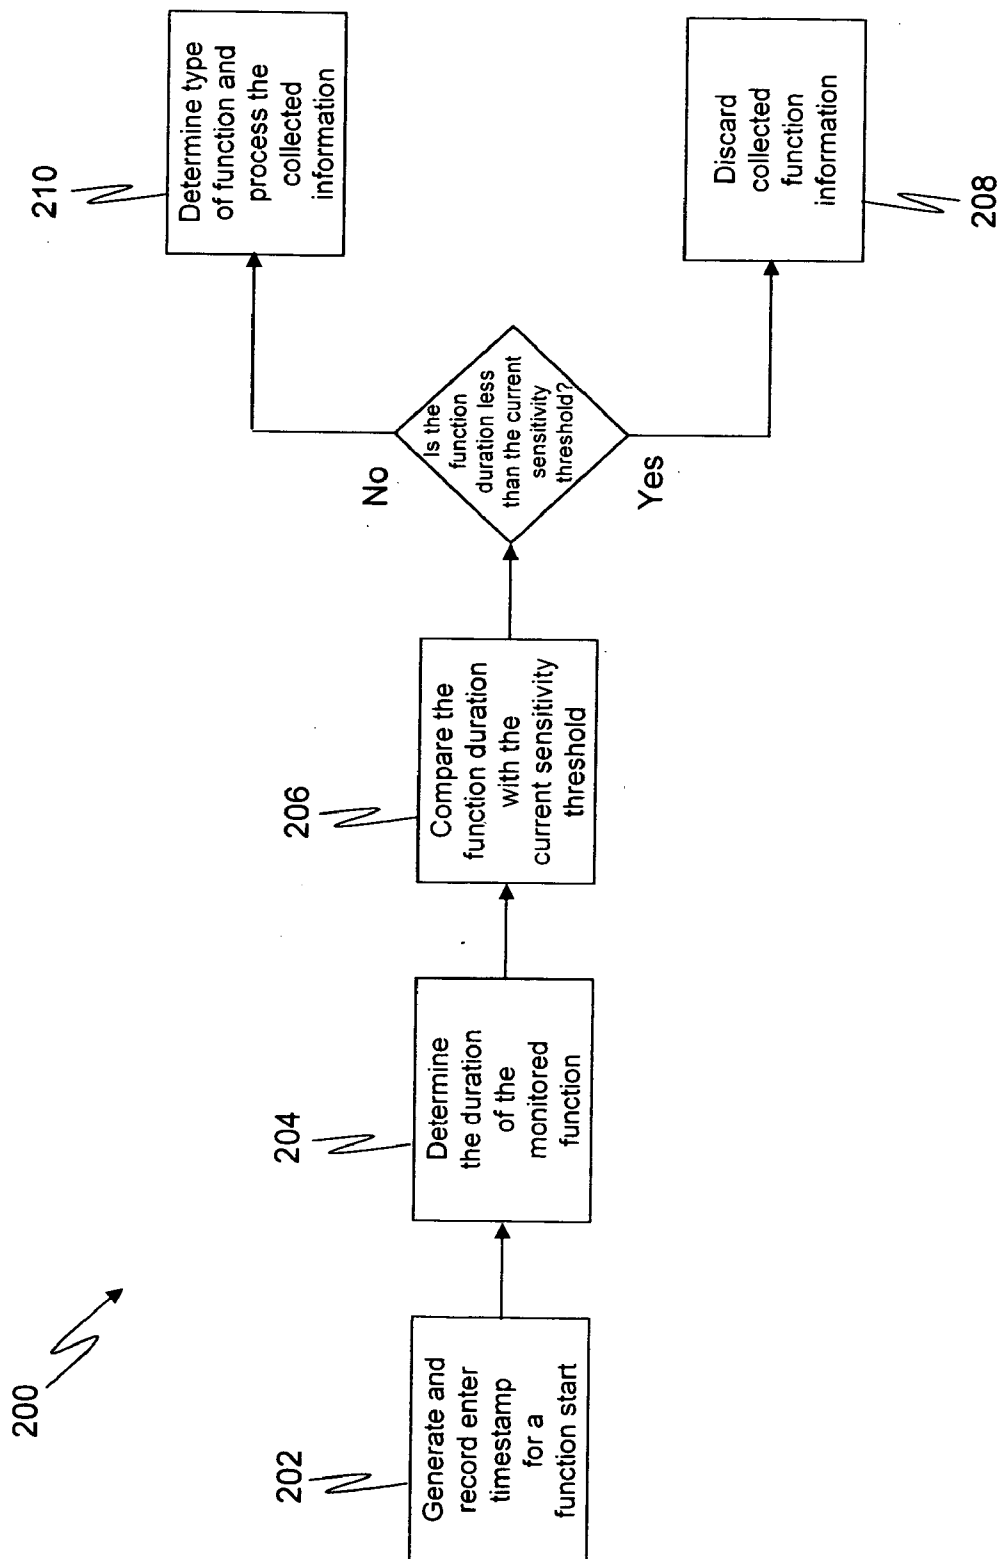 200
202
Generate and
record enter
timestamp
for a
function start
204
Determine
the duration
of the
monitored
function
206
Compare the
function duration
with the
current sensitivity
threshold
Is the
function
duration less
than the current
sensitivity
threshold?
No
Yes
210
Determine type
of function and
process the
collected
information
Discard
collected
function
information
208